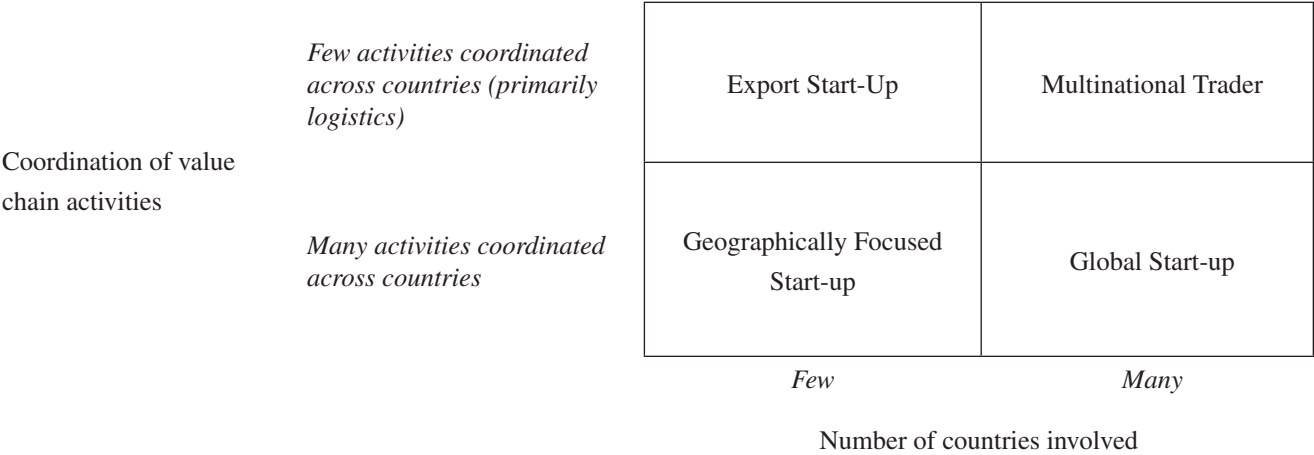 Few activities coordinated
across countries (primarily
logistics)
Export Start-Up
Multinational Trader
Coordination of value
chain activities
Many activities coordinated
across countries
Geographically Focused
Start-up
Global Start-up
Few
Many
Number of countries involved